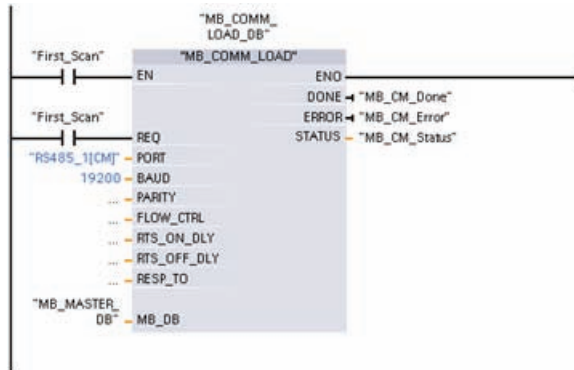 "MB_COMM_
LOAD_DB"
"First_Scan"
"MB_COMM_LOAD"
EN
ENO
DONE "MB_CM_Done"
"First_Scan"
ERROR "MB_CM_Error"
REQ
STATUS "MB_CM_Status"
"RS485_1[CM]" PORT
19200 BAUD
... PARITY
... FLOW_CTRL
... RTS_ON_DLY
... RTS_OFF_DLY
... RESP_TO
"MB_MASTER_
DB" MB_DB